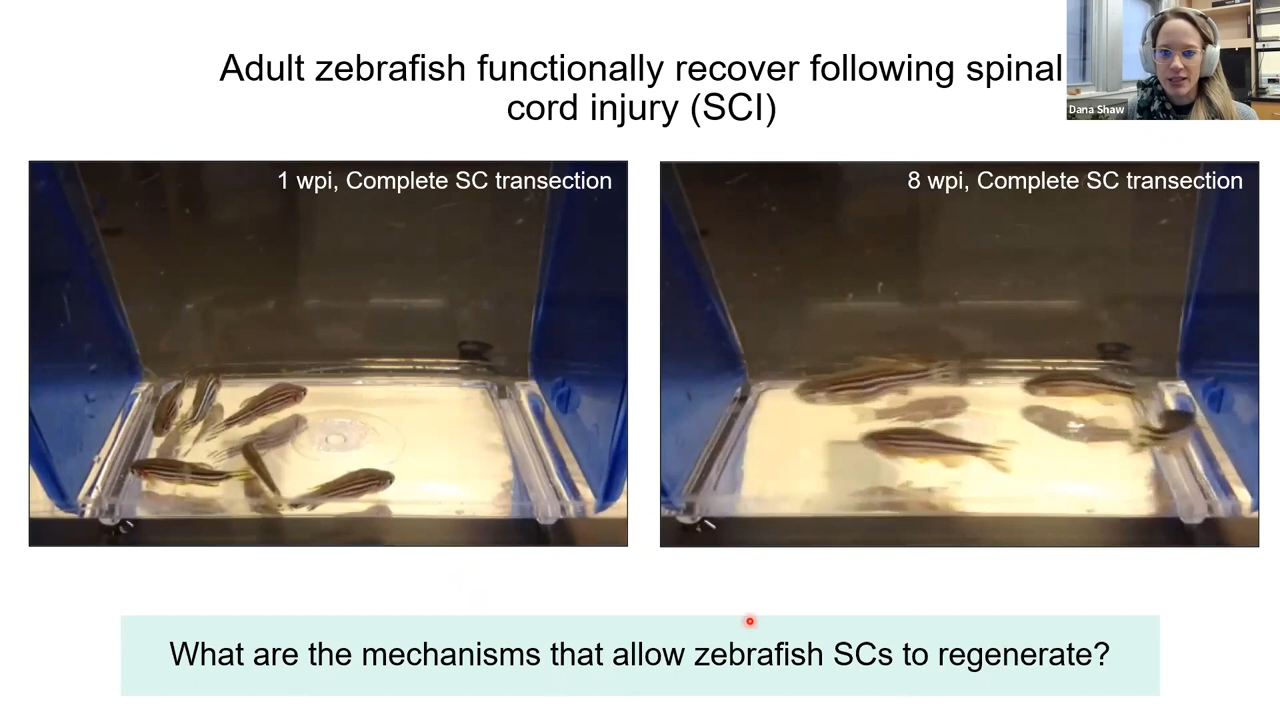 Adult zebrafish functionally recover following spinal
cord injury (SCI)
Dana Shaw
1 wpi, Complete SC transection
8 wpi, Complete SC transection
What are the mechanisms that allow zebrafish SCs to regenerate?